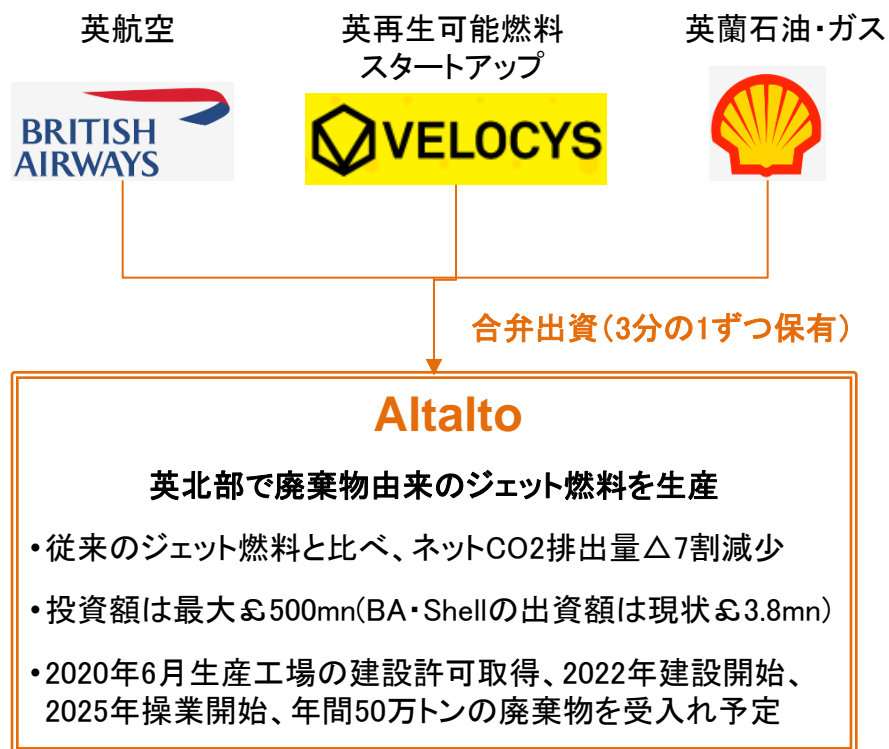 英航空
英再生可能燃料
スタートアップ
英蘭石油・ガス
BRITISH
AIRWAYS
VELOCYS
合弁出資(3分の1ずつ保有)
Altalto
英北部で廃棄物由来のジェット燃料を生産
•従来のジェット燃料と比べ、ネットCO2排出量△7割減少
•投資額は最大£500mn(BA・Shellの出資額は現状£3.8mn)
•2020年6月生産工場の建設許可取得、2022年建設開始、
2025年操業開始、年間50万トンの廃棄物を受入れ予定